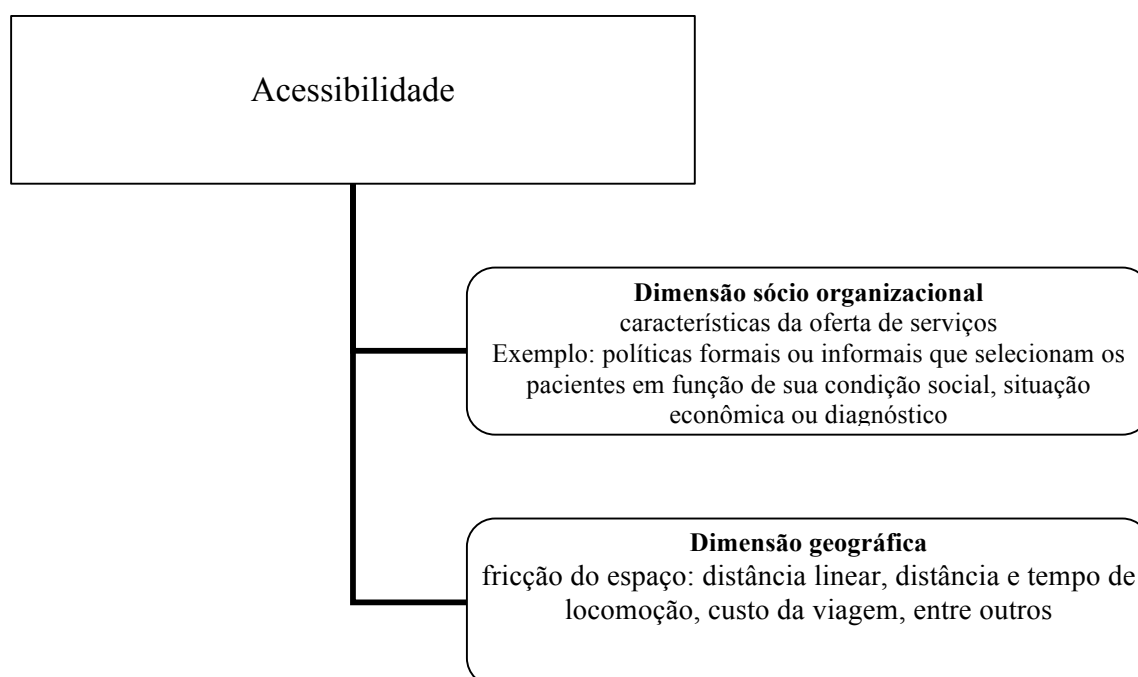 Acessibilidade
Dimensão sócio organizacional
características da oferta de serviços
Exemplo: políticas formais ou informais que selecionam os
pacientes em função de sua condição social, situação
econômica ou diagnóstico
Dimensão geográfica
fricção do espaço: distância linear, distância e tempo de
locomoção, custo da viagem, entre outros